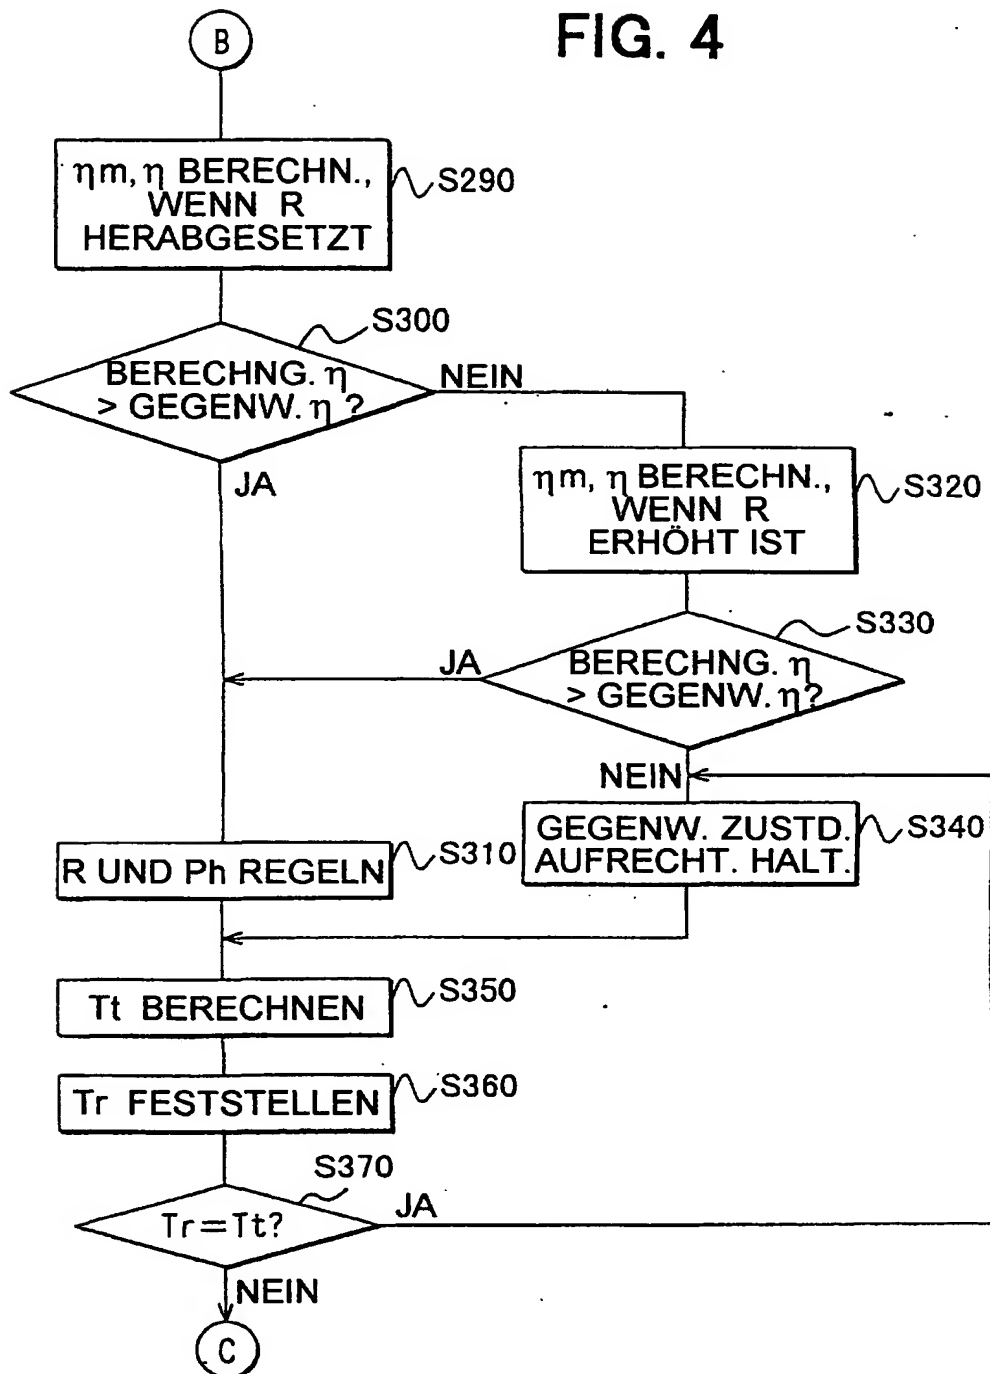 B
FIG. 4
ηm, η BERECHN.,
WENN R
HERABGESETZT
S290
S300
BERECHNG. η
> GEGENW. η ?
NEIN
JA
ηm, η BERECHN.,
WENN R
ERHÖHT IST
S320
S330
JA
BERECHNG. η
> GEGENW. η?
NEIN
GEGENW. ZUSTD.
AUFRECHT. HALT.
S340
R UND Ph REGELN
S310
Tt BERECHNEN
S350
Tr FESTSTELLEN
S360
S370
Tr=Tt?
JA
NEIN
C